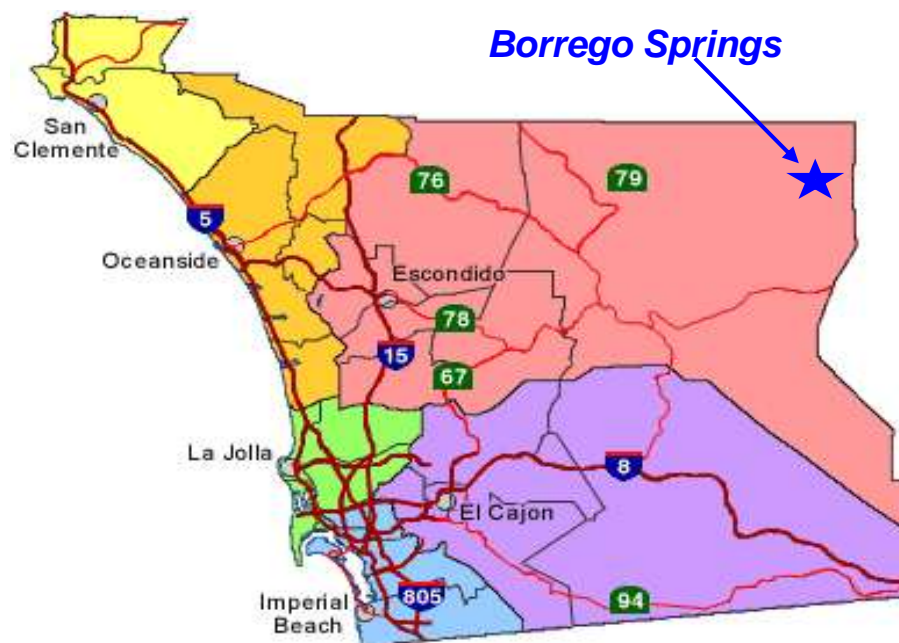 Borrego Springs
San
Clemente
76
79
5
Oceanside
Escondido
78
15
67
La Jolla
8
El Cajon
805
Imperial
Beach
94